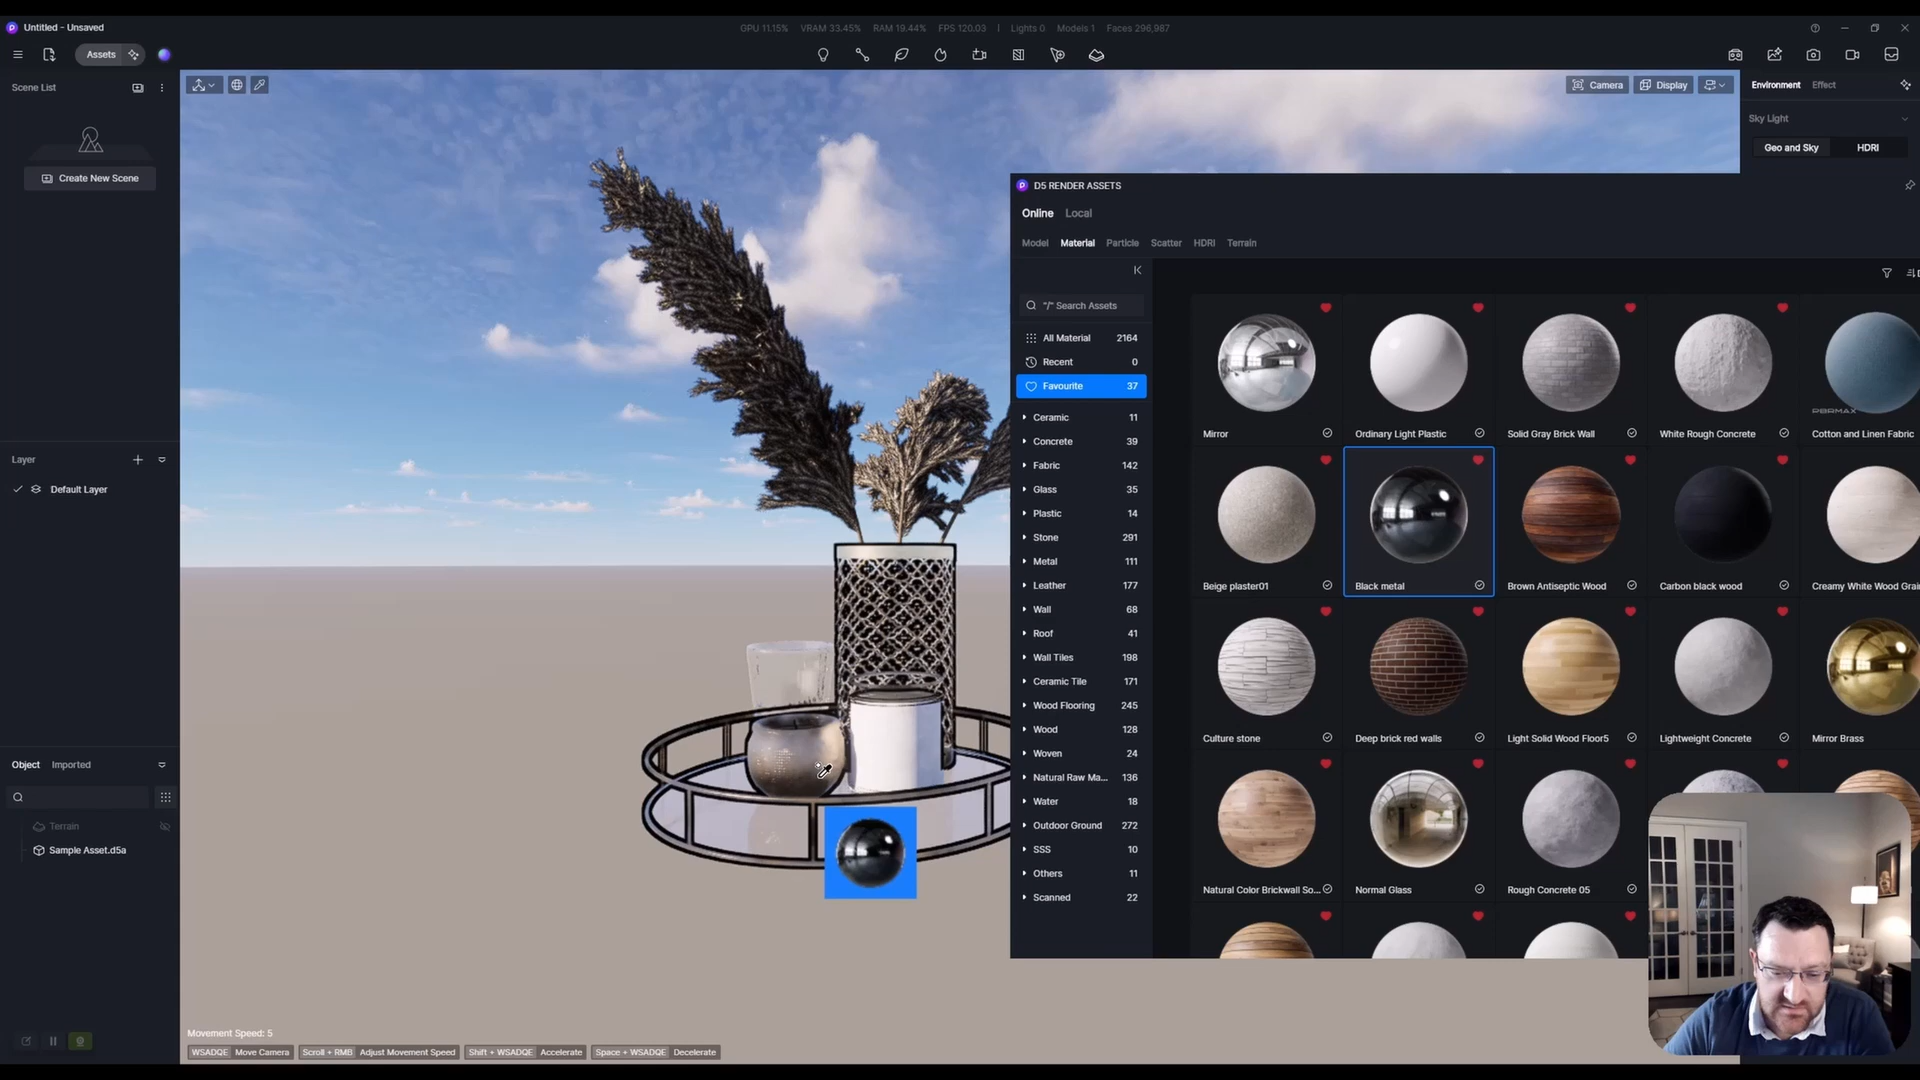 Untitled - Unsaved
GPU 11.15% VRAM 33.45% RAM 19.44% FPS 120.03 | Lights 0 Models 1 Faces 296,987
Assets
Scene List
Camera
Display
Environment
Effect
Sky Light
Geo and Sky
HDRI
Create New Scene
D5 RENDER ASSETS
Online Local
Model Material Particle Scatter HDRI Terrain
"/" Search Assets
All Material 2164
Recent 0
Favourite 37
Ceramic 11
Concrete 39
Fabric 142
Glass 35
Plastic 14
Stone 291
Metal 111
Leather 177
Wall 68
Roof 41
Wall Tiles 198
Ceramic Tile 171
Wood Flooring 245
Wood 128
Woven 24
Natural Raw Ma... 136
Water 18
Outdoor Ground 272
SSS 10
Others 11
Scanned 22
PBRMAX
Mirror
Ordinary Light Plastic
Solid Gray Brick Wall
White Rough Concrete
Cotton and Linen Fabric
Beige plaster01
Black metal
Brown Antiseptic Wood
Carbon black wood
Creamy White Wood Grai
Culture stone
Deep brick red walls
Light Solid Wood Floor5
Lightweight Concrete
Mirror Brass
Natural Color Brickwall So...
Normal Glass
Rough Concrete 05
Layer
Default Layer
Object Imported
Terrain
Sample Asset.d5a
Movement Speed: 5
WSADQE Move Camera Scroll + RMB Adjust Movement Speed Shift + WSADQE Accelerate Space + WSADQE Decelerate